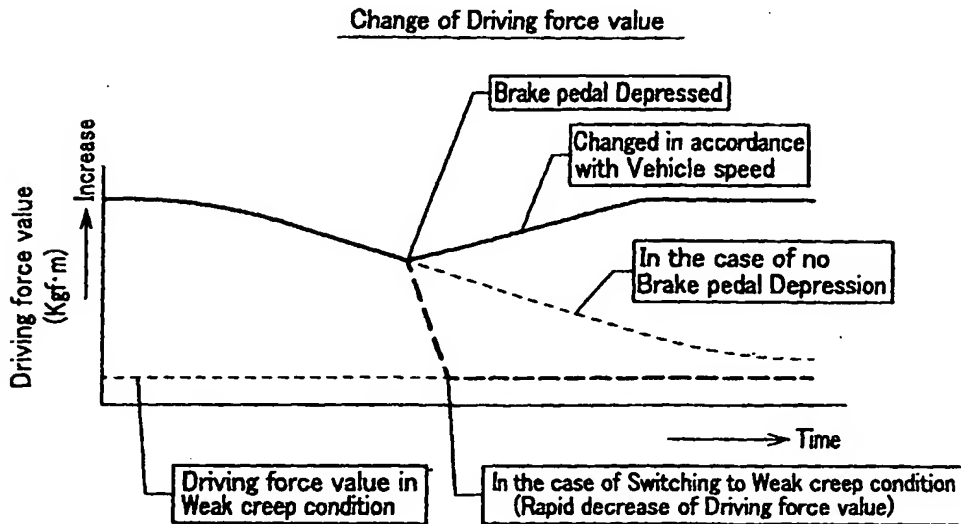 Change of Driving force value
Brake pedal Depressed
Changed in accordance
with Vehicle speed
In the case of no
Brake pedal Depression
Increase
Driving force value
(Kgf·m)
Time
Driving force value in
Weak creep condition
In the case of Switching to Weak creep condition
(Rapid decrease of Driving force value)